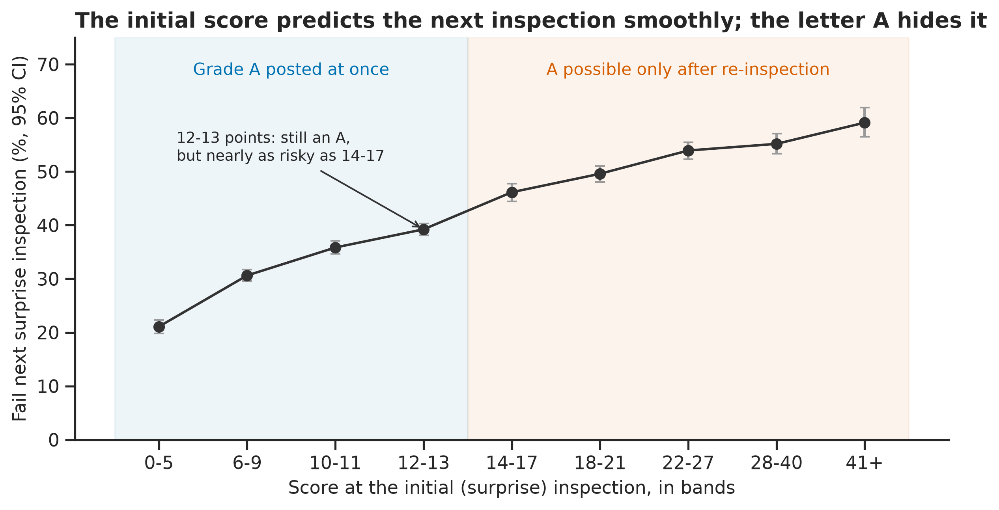 The initial score predicts the next inspection smoothly; the letter A hides it
Fail next surprise inspection (%, 95% CI)
70
60
50
40
30
20
10
0
Grade A posted at once
A possible only after re-inspection
12-13 points: still an A,
but nearly as risky as 14-17
0-5
6-9
10-11
12-13
14-17
18-21
22-27
28-40
41+
Score at the initial (surprise) inspection, in bands